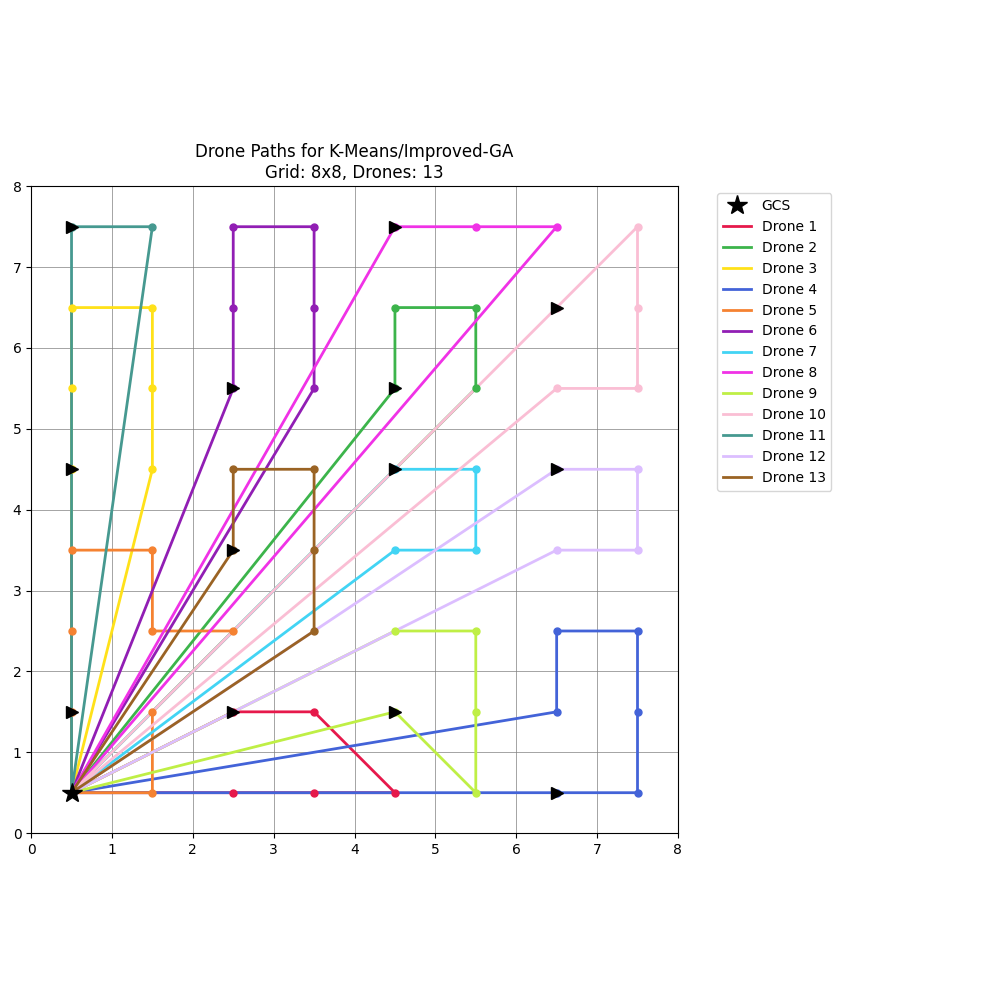 Drone Paths for K-Means/Improved-GA
Grid: 8x8, Drones: 13
8
7
6
5
4
3
2
1
0
0 1 2 3 4 5 6 7 8
GCS
Drone 1
Drone 2
Drone 3
Drone 4
Drone 5
Drone 6
Drone 7
Drone 8
Drone 9
Drone 10
Drone 11
Drone 12
Drone 13